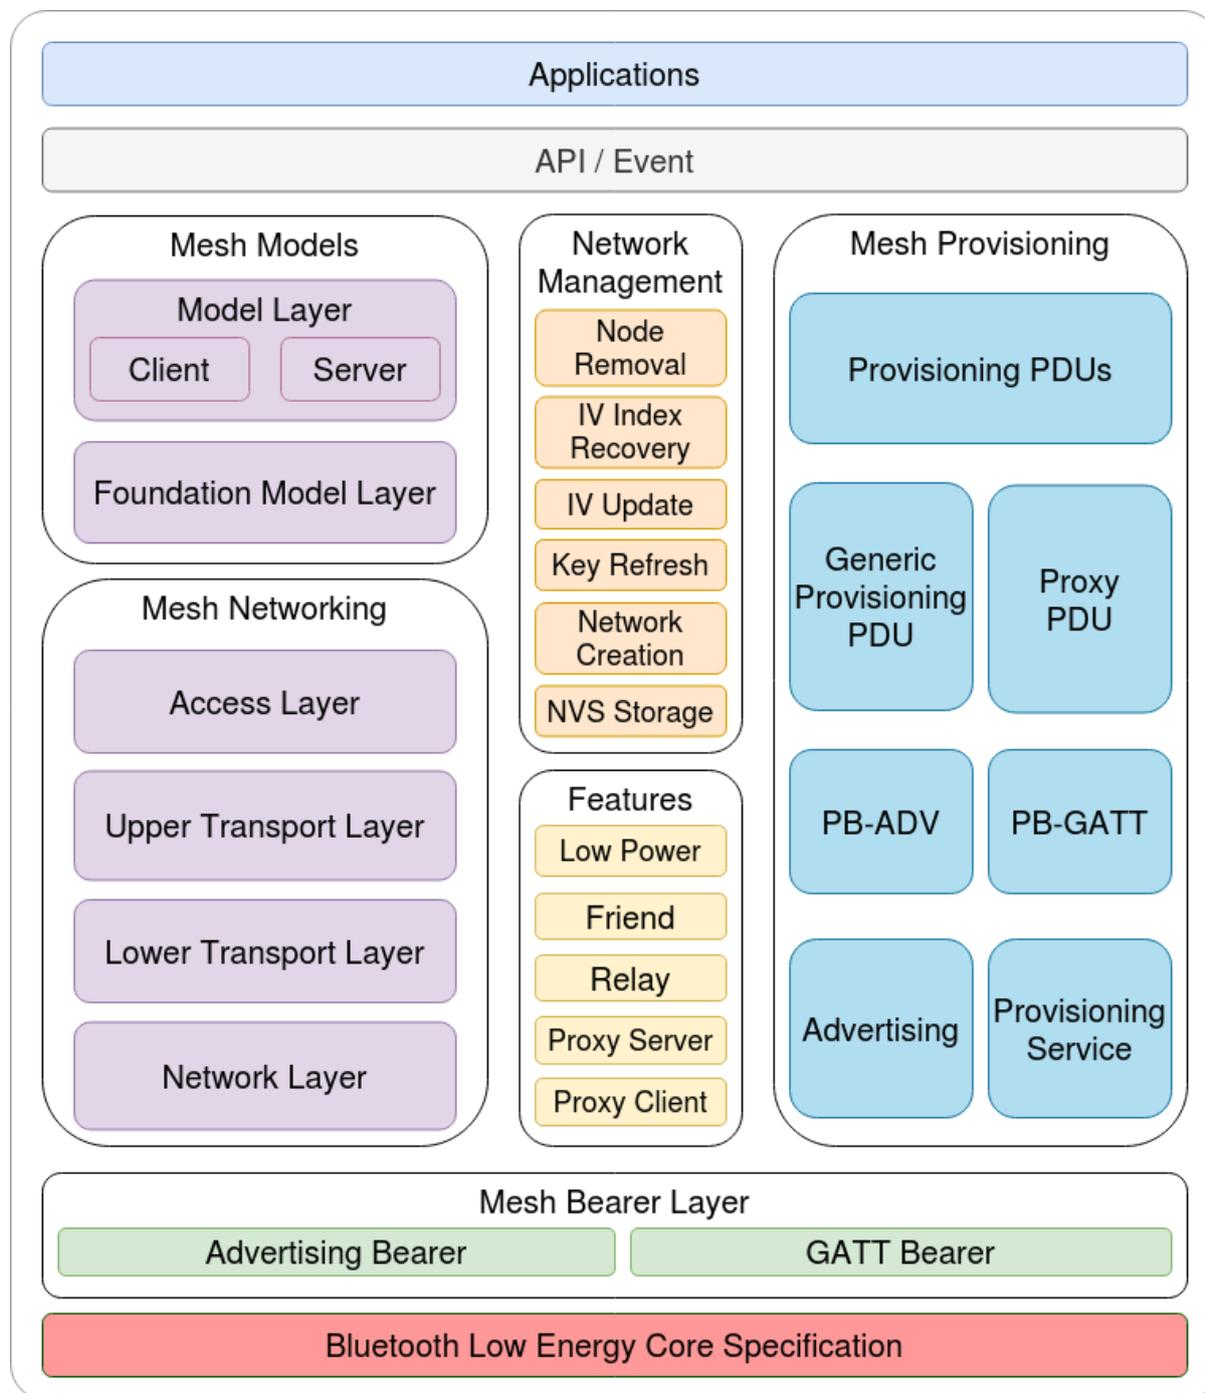 Applications
API / Event
Mesh Models
Model Layer
Client
Server
Foundation Model Layer
Mesh Networking
Access Layer
Upper Transport Layer
Lower Transport Layer
Network Layer
Network
Management
Node
Removal
IV Index
Recovery
IV Update
Key Refresh
Network
Creation
NVS Storage
Features
Low Power
Friend
Relay
Proxy Server
Proxy Client
Mesh Provisioning
Provisioning PDUs
Generic
Provisioning
PDU
Proxy
PDU
PB-ADV
PB-GATT
Advertising
Provisioning
Service
Mesh Bearer Layer
Advertising Bearer
GATT Bearer
Bluetooth Low Energy Core Specification